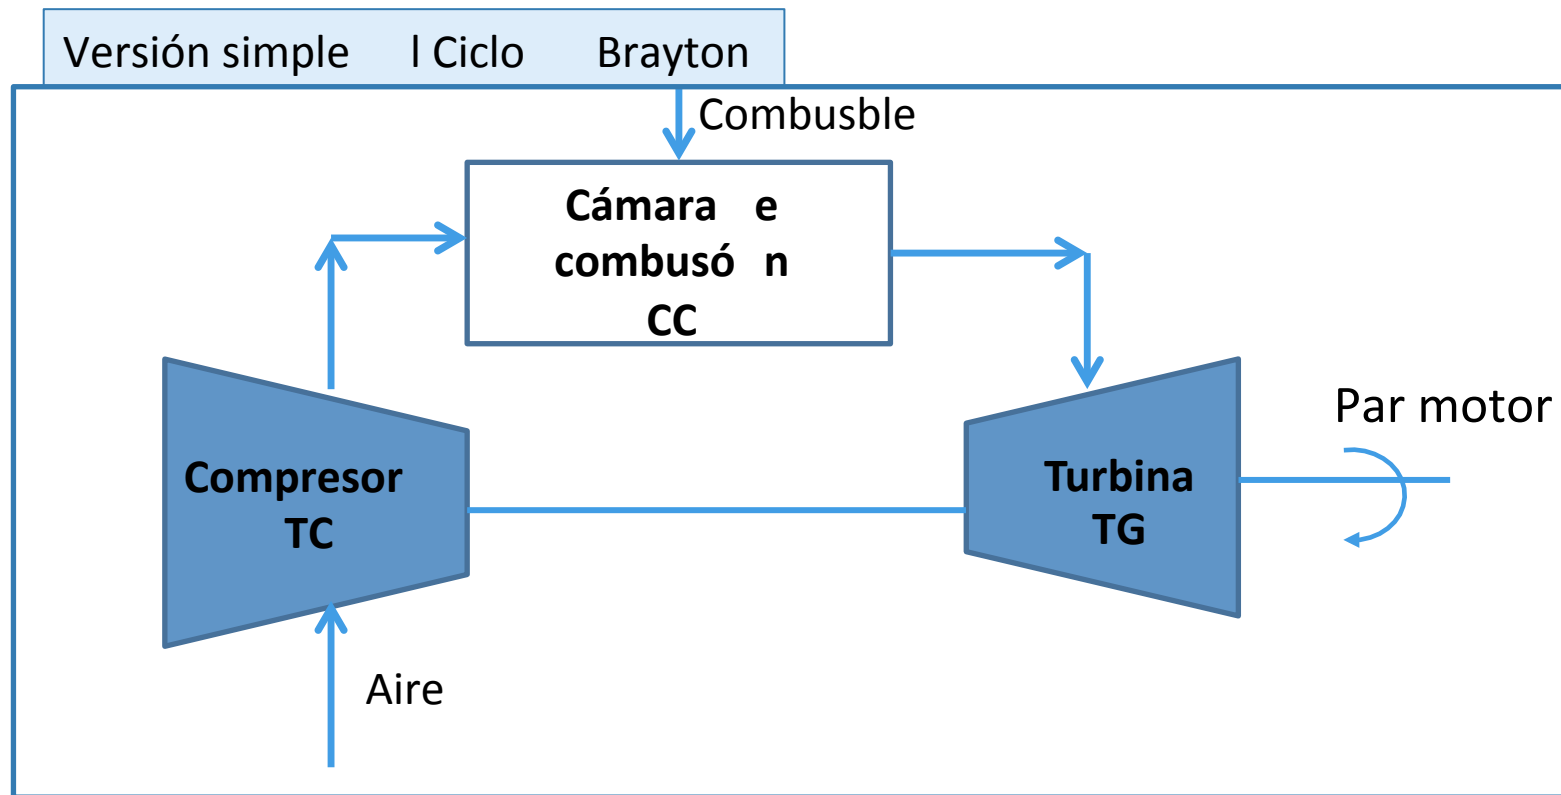 Versión simple l Ciclo Brayton
Combusble
Cámara e
combusó n
CC
Compresor
TC
Turbina
TG
Par motor
Aire